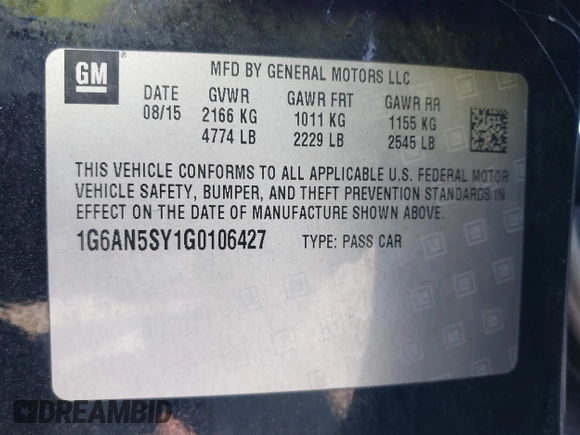 GM
®
MFD BY GENERAL MOTORS LLC
DATE GVWR GAWR FRT GAWR RR
08/15 2166 KG 1011 KG 1155 KG
4774 LB 2229 LB 2545 LB
THIS VEHICLE CONFORMS TO ALL APPLICABLE U.S. FEDERAL MOTOR
VEHICLE SAFETY, BUMPER, AND THEFT PREVENTION STANDARDS IN
EFFECT ON THE DATE OF MANUFACTURE SHOWN ABOVE.
1G6AN5SY1G0106427 TYPE: PASS CAR
DREAMBID